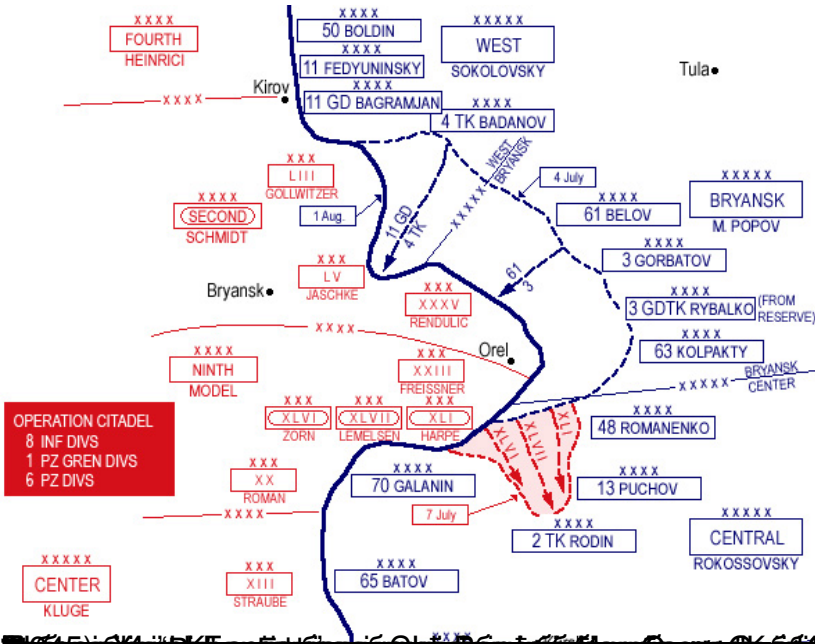 XXXX
FOURTH
HEINRICI
XXXX
50 BOLDIN
XXXX
11 FEDYUNINSKY
XXXX
11 GD BAGRAMJAN
XXXXX
WEST
SOKOLOVSKY
Tula
Kirov
XXXX
XXXX
4 TK BADANOV
XXX
LIII
GOLLWITZER
WEST
XXXXX
BRYANSK
4 July
XXXX
SECOND
SCHMIDT
1 Aug.
11 GD
4 TK
XXXX
61 BELOV
XXXXX
BRYANSK
M. POPOV
XXXX
3 GORBATOV
61
3
XXX
LV
JASCHKE
Bryansk
XXX
XXXV
RENDULIC
XXXX
3 GDTK RYBALKO
(FROM
RESERVE)
XXXX
XXXX
63 KOLPAKTY
Orel
XXXX
NINTH
MODEL
XXX
XXIII
FREISSNER
BRYANSK
XXXXX
CENTER
XXX
XLVI
ZORN
XXX
XLVII
LEMELSEN
XXX
XLI
HARPE
XLVI
XLVII
XLI
XXXX
48 ROMANENKO
OPERATION CITADEL
8 INF DIVS
1 PZ GREN DIVS
6 PZ DIVS
XXX
XX
ROMAN
XXXX
70 GALANIN
XXXX
13 PUCHOV
7 July
XXXX
XXXX
2 TK RODIN
XXXXX
CENTRAL
ROKOSSOVSKY
XXXXX
CENTER
KLUGE
XXX
XIII
STRAUBE
XXXX
65 BATOV
XXXX